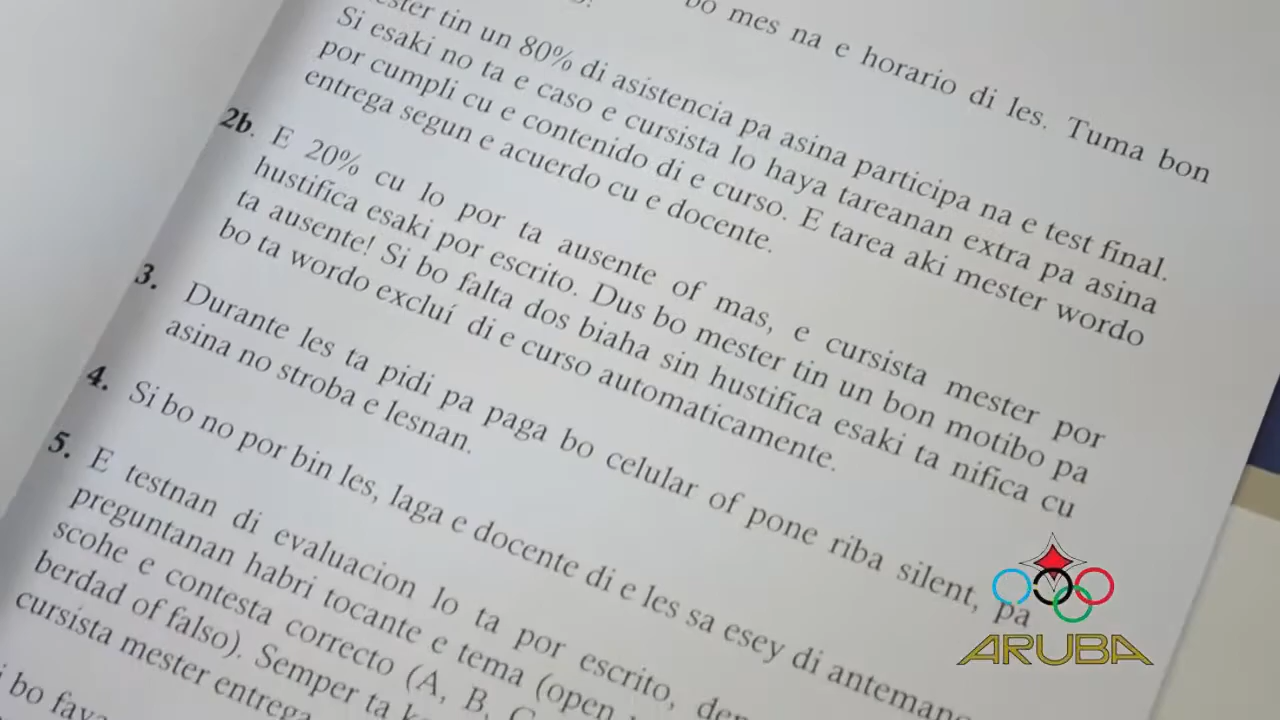 bo mes na e horario di les. Tuma bon
mester tin un 80% di asistencia pa asina participa na e test final.
Si esaki no ta e caso e cursista lo haya tareanan extra pa asina
por cumpli cu e contenido di e curso. E tarea aki mester wordo
entrega segun e acuerdo cu e docente.
2b. E 20% cu lo por ta ausente of mas, e cursista mester por
hustifica esaki por escrito. Dus bo mester tin un bon motibo pa
ta ausente! Si bo falta dos biaha sin hustifica esaki ta nifica cu
bo ta wordo excluí di e curso automaticamente.
3. Durante les ta pidi pa paga bo celular of pone riba silent, pa
asina no stroba e lesnan.
4. Si bo no por bin les, laga e docente di e les sa esey di antemano
5. E testnan di evaluacion lo ta por escrito,
preguntanan habri tocante e tema (open
scohe e contesta correcto (A, B,
berdad of falso). Semper ta
cursista mester entrega
bo
ARUBA